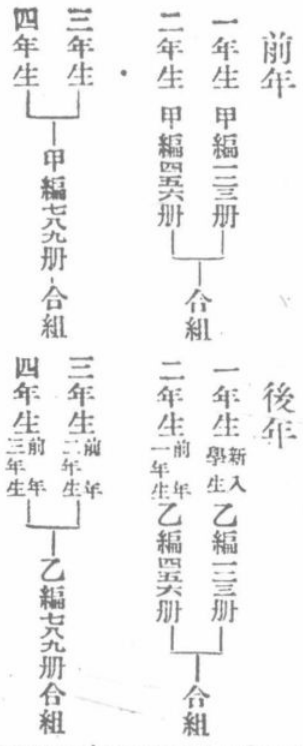 前年
一年生 甲編一二三册
二年生 甲編四五六册
合組
三年生
四年生
甲編七八九册合組
後年
一年生 新入學生 乙編一二三册
二年生 前年一年生 乙編四五六册
合組
三年生 前年二年生
四年生 前年三年生
乙編七八九册合組